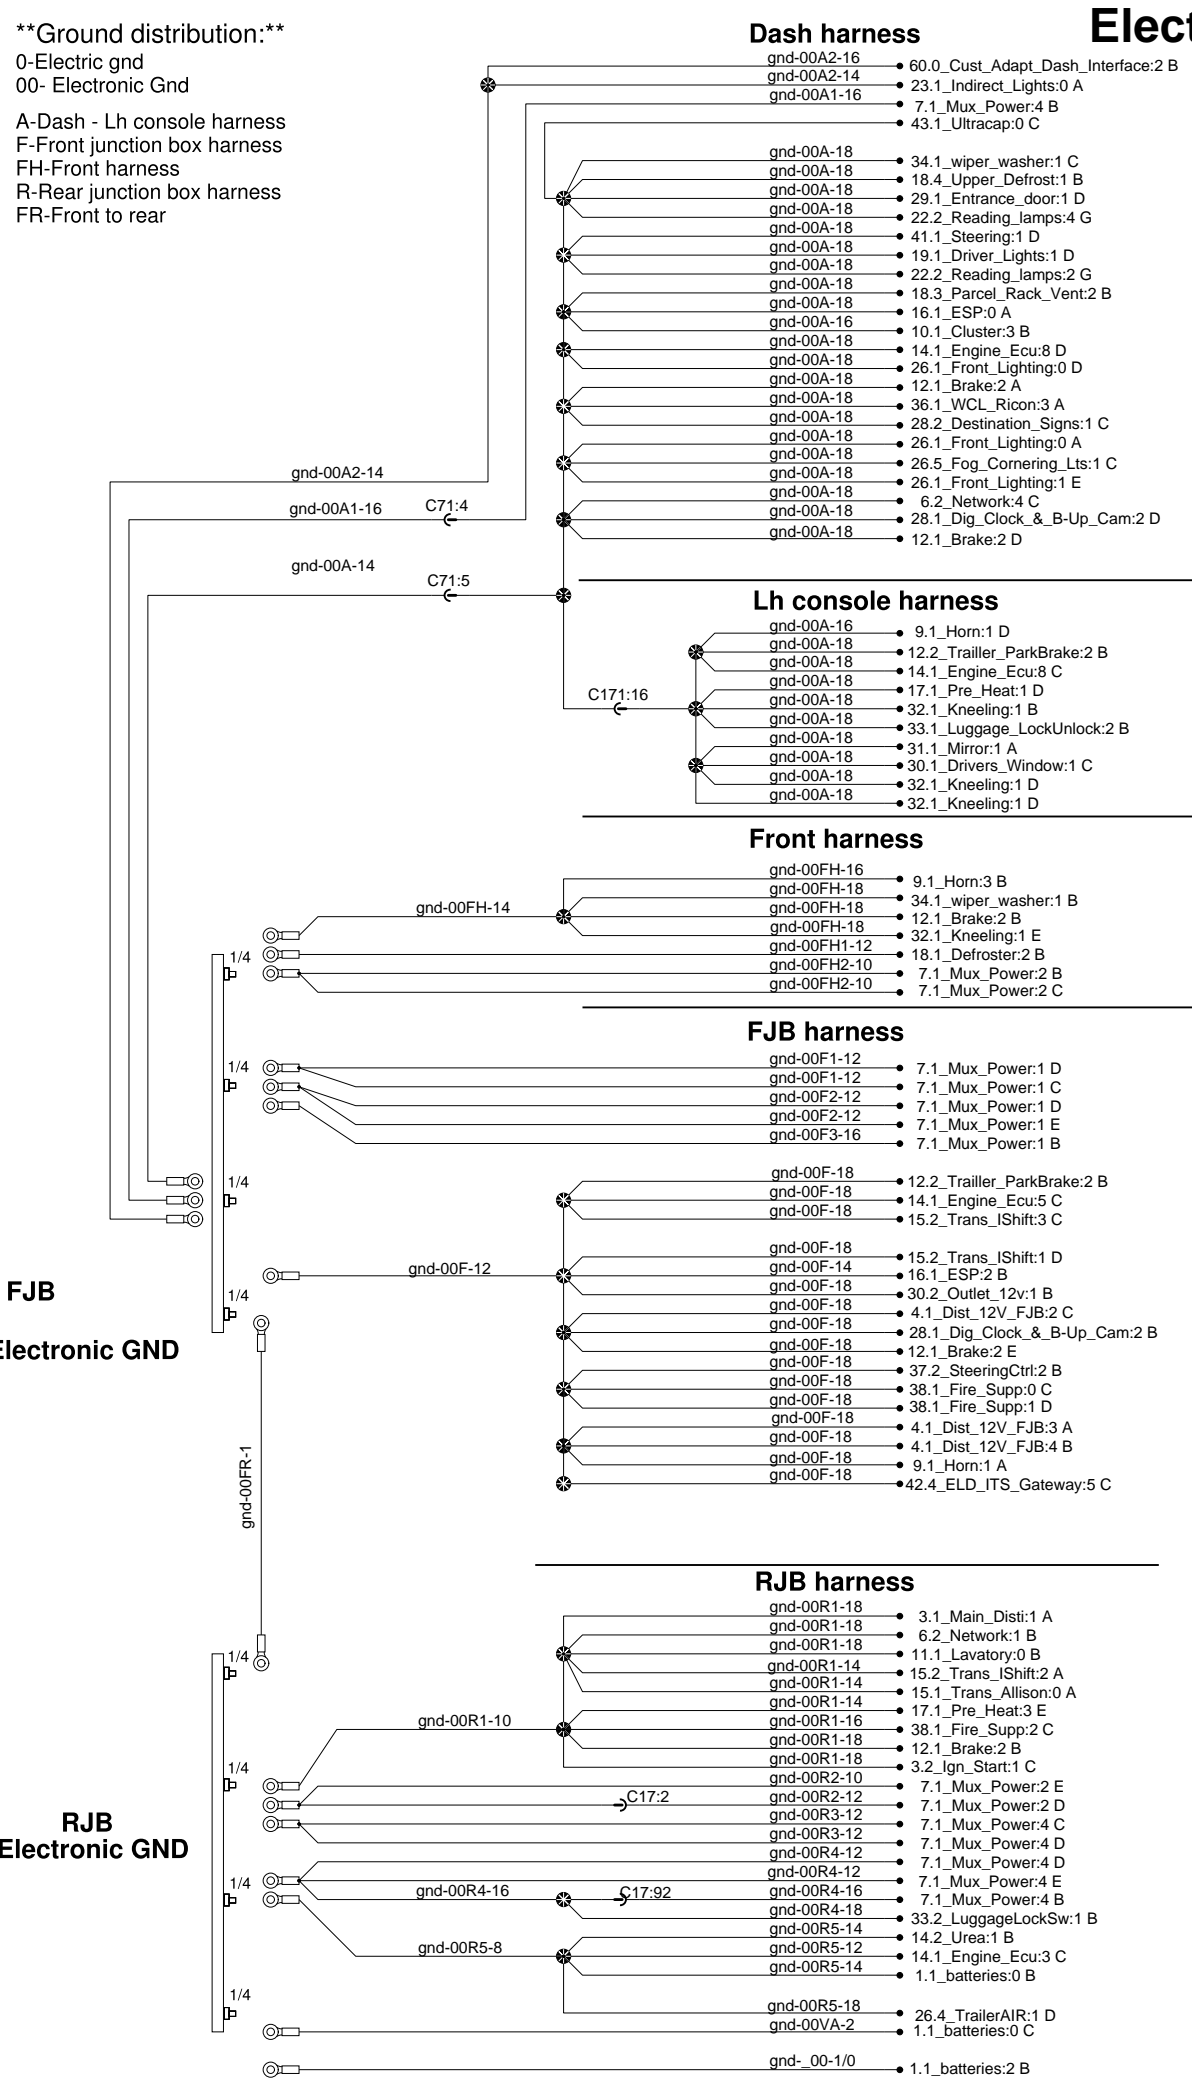 **Ground distribution:**
0-Electric gnd
00- Electronic Gnd
A-Dash - Lh console harness
F-Front junction box harness
FH-Front harness
R-Rear junction box harness
FR-Front to rear
Elect
Dash harness
gnd-00A2-16 60.0_Cust_Adapt_Dash_Interface:2 B
gnd-00A2-14 23.1_Indirect_Lights:0 A
gnd-00A1-16 7.1_Mux_Power:4 B
43.1_Ultracap:0 C
gnd-00A-18 34.1_wiper_washer:1 C
gnd-00A-18 18.4_Upper_Defrost:1 B
gnd-00A-18 29.1_Entrance_door:1 D
gnd-00A-18 22.2_Reading_lamps:4 G
gnd-00A-18 41.1_Steering:1 D
gnd-00A-18 19.1_Driver_Lights:1 D
gnd-00A-18 22.2_Reading_lamps:2 G
gnd-00A-18 18.3_Parcel_Rack_Vent:2 B
gnd-00A-18 16.1_ESP:0 A
gnd-00A-16 10.1_Cluster:3 B
gnd-00A-18 14.1_Engine_Ecu:8 D
gnd-00A-18 26.1_Front_Lighting:0 D
gnd-00A-18 12.1_Brake:2 A
gnd-00A-18 36.1_WCL_Ricon:3 A
gnd-00A-18 28.2_Destination_Signs:1 C
gnd-00A-18 26.1_Front_Lighting:0 A
gnd-00A-18 26.5_Fog_Cornering_Lts:1 C
gnd-00A-18 26.1_Front_Lighting:1 E
gnd-00A-18 6.2_Network:4 C
gnd-00A-18 28.1_Dig_Clock_&_B-Up_Cam:2 D
gnd-00A-18 12.1_Brake:2 D
gnd-00A2-14
gnd-00A1-16 C71:4
gnd-00A-14 C71:5
Lh console harness
gnd-00A-16 9.1_Horn:1 D
gnd-00A-18 12.2_Trailler_ParkBrake:2 B
gnd-00A-18 14.1_Engine_Ecu:8 C
gnd-00A-18 17.1_Pre_Heat:1 D
C171:16 gnd-00A-18 32.1_Kneeling:1 B
gnd-00A-18 33.1_Luggage_LockUnlock:2 B
gnd-00A-18 31.1_Mirror:1 A
gnd-00A-18 30.1_Drivers_Window:1 C
gnd-00A-18 32.1_Kneeling:1 D
gnd-00A-18 32.1_Kneeling:1 D
Front harness
gnd-00FH-16 9.1_Horn:3 B
gnd-00FH-18 34.1_wiper_washer:1 B
gnd-00FH-14 gnd-00FH-18 12.1_Brake:2 B
gnd-00FH-18 32.1_Kneeling:1 E
1/4 gnd-00FH1-12 18.1_Defroster:2 B
gnd-00FH2-10 7.1_Mux_Power:2 B
gnd-00FH2-10 7.1_Mux_Power:2 C
FJB harness
1/4 gnd-00F1-12 7.1_Mux_Power:1 D
gnd-00F1-12 7.1_Mux_Power:1 C
gnd-00F2-12 7.1_Mux_Power:1 D
gnd-00F2-12 7.1_Mux_Power:1 E
gnd-00F3-16 7.1_Mux_Power:1 B
1/4 gnd-00F-18 12.2_Trailler_ParkBrake:2 B
gnd-00F-18 14.1_Engine_Ecu:5 C
gnd-00F-18 15.2_Trans_IShift:3 C
gnd-00F-18 15.2_Trans_IShift:1 D
gnd-00F-12 gnd-00F-14 16.1_ESP:2 B
1/4 gnd-00F-18 30.2_Outlet_12v:1 B
FJB
gnd-00F-18 4.1_Dist_12V_FJB:2 C
gnd-00F-18 28.1_Dig_Clock_&_B-Up_Cam:2 B
Electronic GND
gnd-00F-18 12.1_Brake:2 E
gnd-00F-18 37.2_SteeringCtrl:2 B
gnd-00F-18 38.1_Fire_Supp:0 C
gnd-00F-18 38.1_Fire_Supp:1 D
gnd-00F-18 4.1_Dist_12V_FJB:3 A
gnd-00F-18 4.1_Dist_12V_FJB:4 B
gnd-00F-18 9.1_Horn:1 A
gnd-00F-18 42.4_ELD_ITS_Gateway:5 C
gnd-00FR-1
RJB harness
gnd-00R1-18 3.1_Main_Disti:1 A
gnd-00R1-18 6.2_Network:1 B
1/4 gnd-00R1-18 11.1_Lavatory:0 B
gnd-00R1-14 15.2_Trans_IShift:2 A
gnd-00R1-14 15.1_Trans_Allison:0 A
gnd-00R1-14 17.1_Pre_Heat:3 E
gnd-00R1-10 gnd-00R1-16 38.1_Fire_Supp:2 C
gnd-00R1-18 12.1_Brake:2 B
1/4 gnd-00R1-18 3.2_Ign_Start:1 C
gnd-00R2-10 7.1_Mux_Power:2 E
C17:2 gnd-00R2-12 7.1_Mux_Power:2 D
gnd-00R3-12 7.1_Mux_Power:4 C
RJB
gnd-00R3-12 7.1_Mux_Power:4 D
Electronic GND
gnd-00R4-12 7.1_Mux_Power:4 D
1/4 gnd-00R4-12 7.1_Mux_Power:4 E
gnd-00R4-16 C17:92 gnd-00R4-16 7.1_Mux_Power:4 B
gnd-00R4-18 33.2_LuggageLockSw:1 B
gnd-00R5-14 14.2_Urea:1 B
gnd-00R5-8 gnd-00R5-12 14.1_Engine_Ecu:3 C
gnd-00R5-14 1.1_batteries:0 B
1/4
gnd-00R5-18 26.4_TrailerAIR:1 D
gnd-00VA-2 1.1_batteries:0 C
gnd-_00-1/0 1.1_batteries:2 B